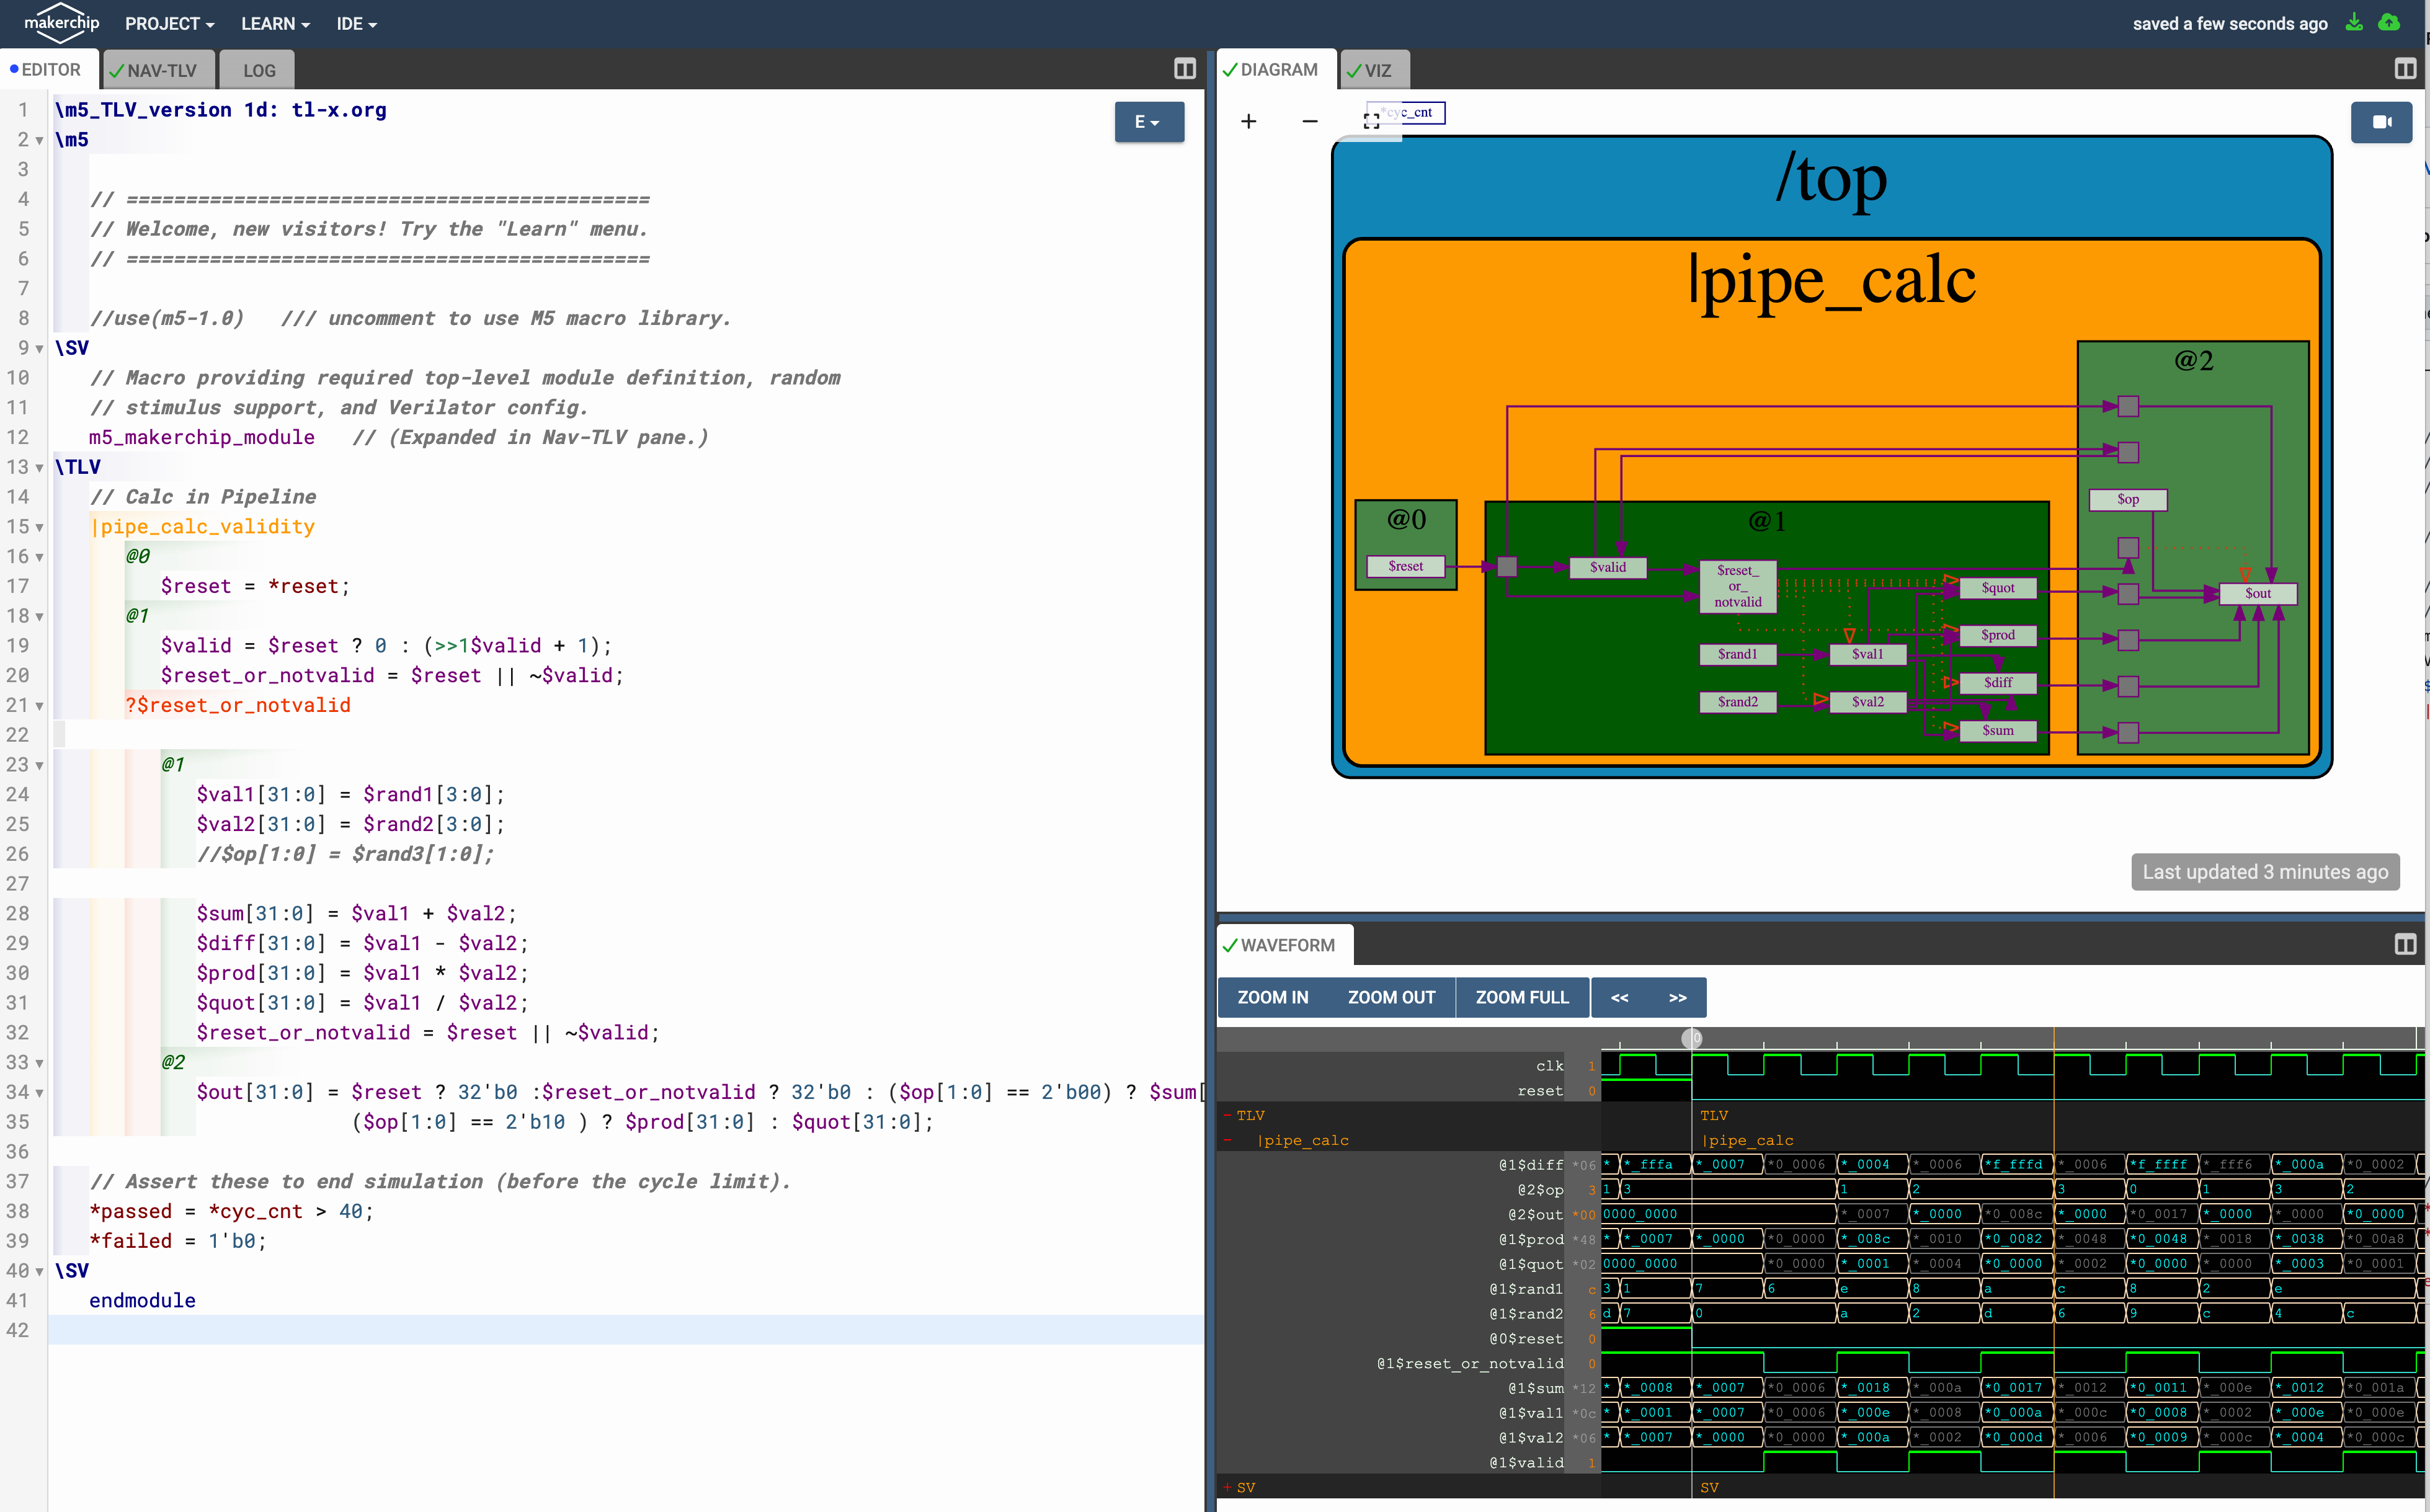 makerchip PROJECT LEARN IDE saved a few seconds ago
EDITOR NAV-TLV LOG
E
1 \m5_TLV_version 1d: tl-x.org
2 \m5
3
4 // ============================================
5 // Welcome, new visitors! Try the "Learn" menu.
6 // ============================================
7
8 //use(m5-1.0)   /// uncomment to use M5 macro library.
9 \SV
10 // Macro providing required top-level module definition, random
11 // stimulus support, and Verilator config.
12 m5_makerchip_module   // (Expanded in Nav-TLV pane.)
13 \TLV
14 // Calc in Pipeline
15 |pipe_calc_validity
16 @0
17 $reset = *reset;
18 @1
19 $valid = $reset ? 0 : (>>1$valid + 1);
20 $reset_or_notvalid = $reset || ~$valid;
21 ?$reset_or_notvalid
22
23 @1
24 $val1[31:0] = $rand1[3:0];
25 $val2[31:0] = $rand2[3:0];
26 //$op[1:0] = $rand3[1:0];
27
28 $sum[31:0] = $val1 + $val2;
29 $diff[31:0] = $val1 - $val2;
30 $prod[31:0] = $val1 * $val2;
31 $quot[31:0] = $val1 / $val2;
32 $reset_or_notvalid = $reset || ~$valid;
33 @2
34 $out[31:0] = $reset ? 32'b0 :$reset_or_notvalid ? 32'b0 : ($op[1:0] == 2'b00) ? $sum[
35 ($op[1:0] == 2'b10 ) ? $prod[31:0] : $quot[31:0];
36
37 // Assert these to end simulation (before the cycle limit).
38 *passed = *cyc_cnt > 40;
39 *failed = 1'b0;
40 \SV
41 endmodule
42
DIAGRAM VIZ
+ − *cyc_cnt
/top
|pipe_calc
@2
@0
@1
$op
$reset
$valid
$reset_
or_
notvalid
$quot
$out
$prod
$rand1
$val1
$diff
$rand2
$val2
$sum
Last updated 3 minutes ago
WAVEFORM
ZOOM IN ZOOM OUT ZOOM FULL << >>
0
clk 1
reset 0
− TLV TLV
− |pipe_calc |pipe_calc
@1$diff *06 * *_fffa *_0007 *0_0006 *_0004 *_0006 *f_fffd *_0006 *f_ffff *_fff6 *_000a *0_0002
@2$op 3 1 3 1 2 3 0 1 3 2
@2$out *00 0000_0000 *_0007 *_0000 *0_008c *_0000 *0_0017 *_0000 *_0000 *0_0000
@1$prod *48 * *_0007 *_0000 *0_0000 *_008c *_0010 *0_0082 *_0048 *0_0048 *_0018 *_0038 *0_00a8
@1$quot *02 0000_0000 *0_0000 *_0001 *_0004 *0_0000 *_0002 *0_0000 *_0000 *_0003 *0_0001
@1$rand1 c 3 1 7 6 e 8 a c 8 2 e
@1$rand2 6 d 7 0 a 2 d 6 9 c 4 c
@0$reset 0
@1$reset_or_notvalid 0
@1$sum *12 * *_0008 *_0007 *0_0006 *_0018 *_000a *0_0017 *_0012 *0_0011 *_000e *_0012 *0_001a
@1$val1 *0c * *_0001 *_0007 *0_0006 *_000e *_0008 *0_000a *_000c *0_0008 *_0002 *_000e *0_000e
@1$val2 *06 * *_0007 *_0000 *0_0000 *_000a *_0002 *0_000d *_0006 *0_0009 *_000c *_0004 *0_000c
@1$valid 1
+ SV SV